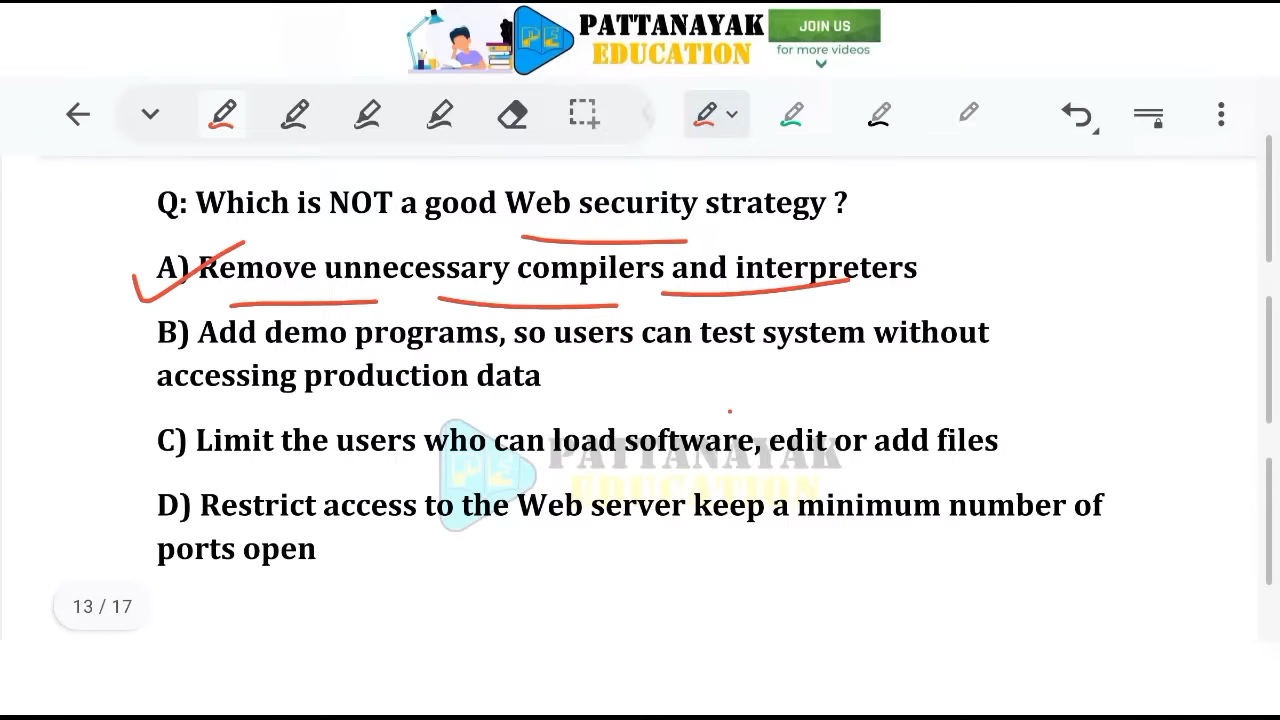 PATTANAYAK
EDUCATION
PE
JOIN US
for more videos
Q: Which is NOT a good Web security strategy ?
A) Remove unnecessary compilers and interpreters
B) Add demo programs, so users can test system without
accessing production data
C) Limit the users who can load software, edit or add files
PATTANAYAK
PE
EDUCATION
D) Restrict access to the Web server keep a minimum number of
ports open
13 / 17